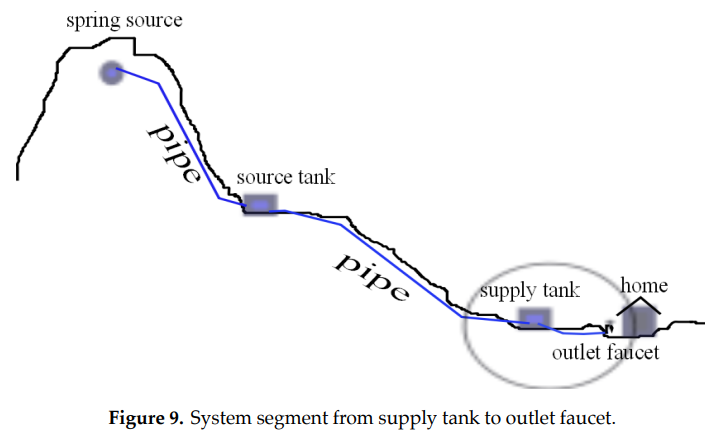 spring source
pipe
source tank
pipe
supply tank
home
outlet faucet
Figure 9. System segment from supply tank to outlet faucet.